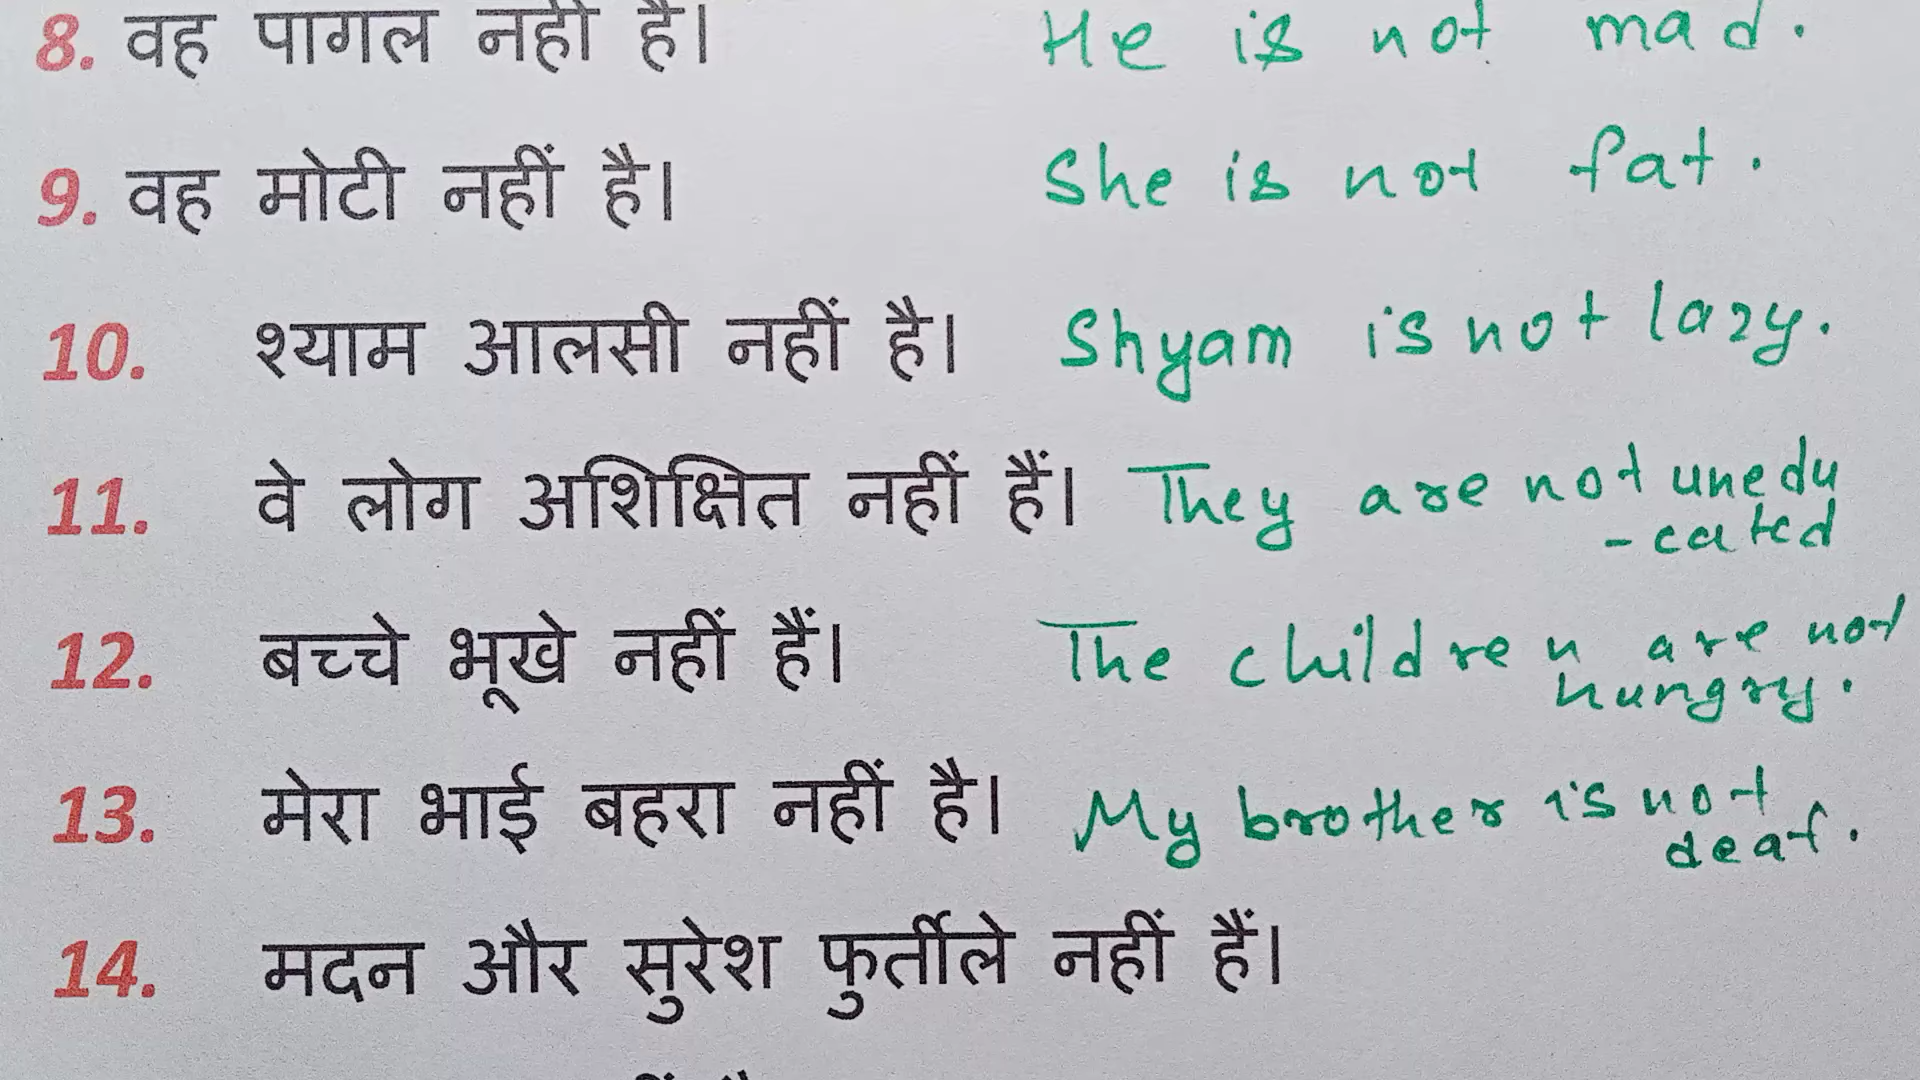 8. वह पागल नहीं है। He is not mad.
9. वह मोटी नहीं है। She is not fat.
10. श्याम आलसी नहीं है। Shyam is not lazy.
11. वे लोग अशिक्षित नहीं हैं। They are not unedu
-cated
12. बच्चे भूखे नहीं हैं। The children are not
hungry.
13. मेरा भाई बहरा नहीं है। My brother is not
deaf.
14. मदन और सुरेश फुर्तीले नहीं हैं।